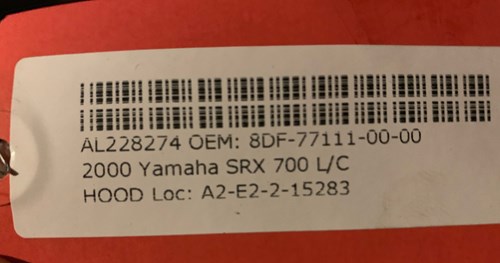 AL228274 OEM: 8DF-77111-00-00
2000 Yamaha SRX 700 L/C
HOOD Loc: A2-E2-2-15283